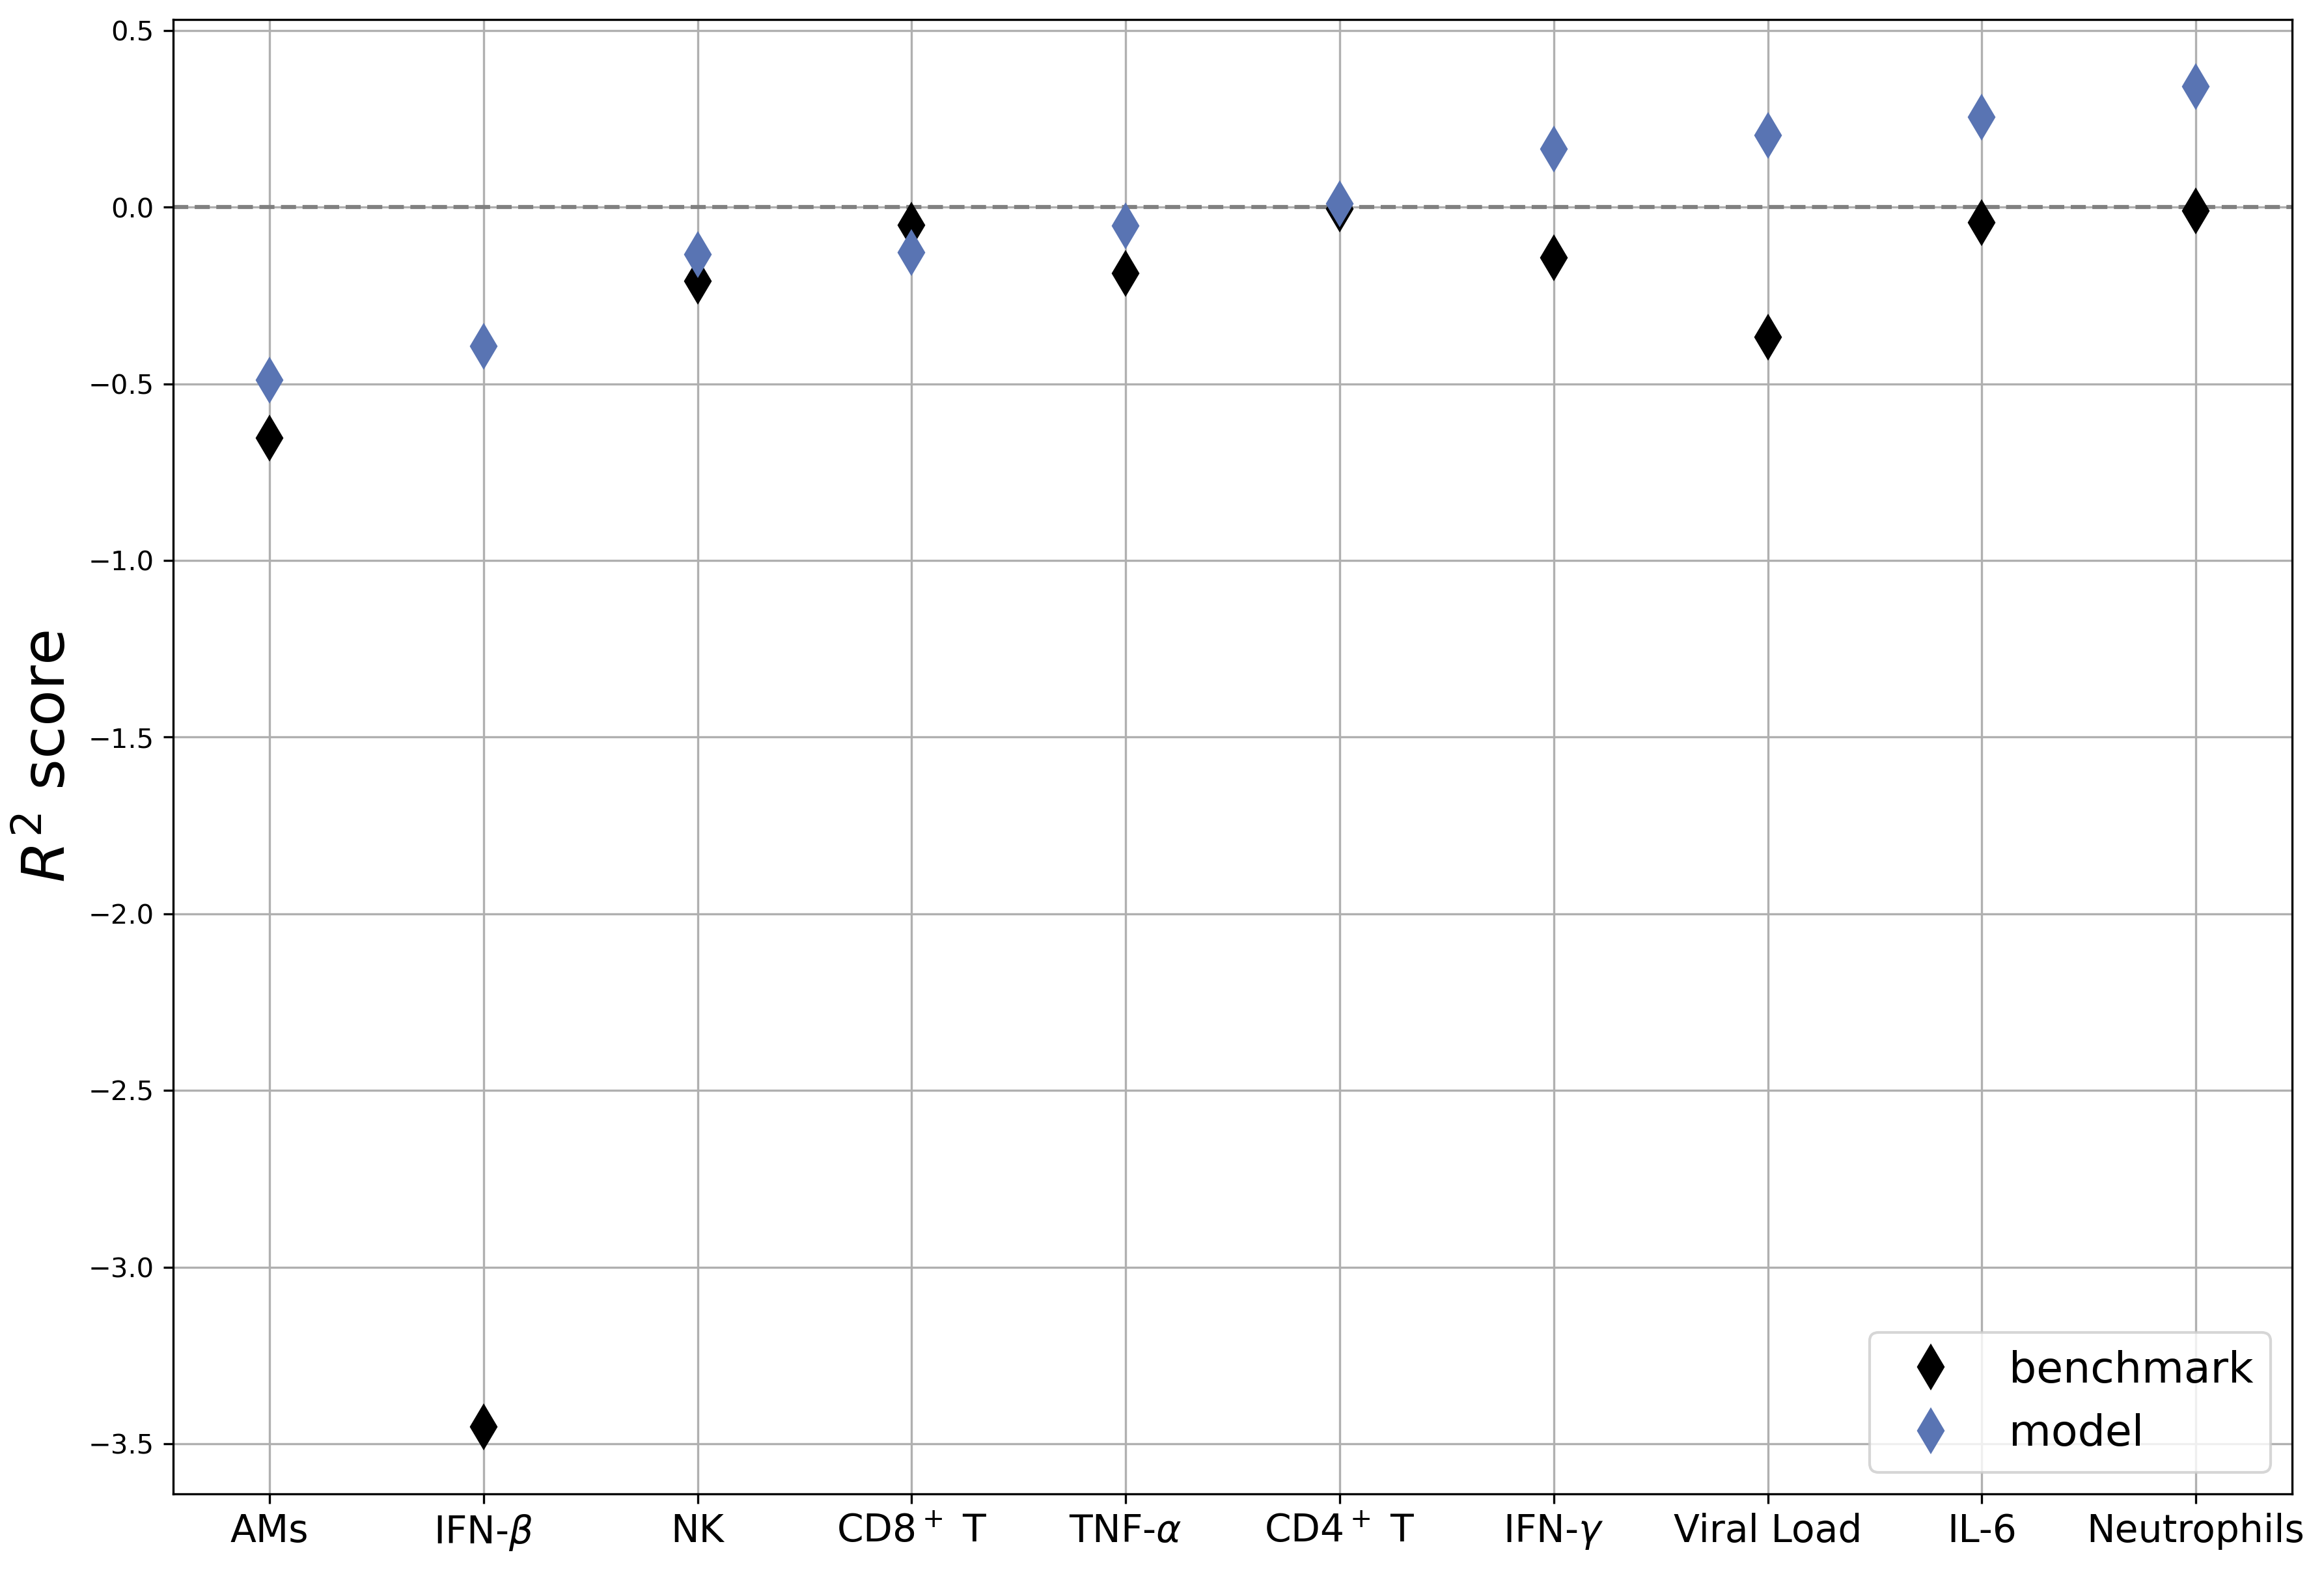 R² score
0.5
0.0
−0.5
−1.0
−1.5
−2.0
−2.5
−3.0
−3.5
AMs IFN-β NK CD8⁺ T TNF-α CD4⁺ T IFN-γ Viral Load IL-6 Neutrophils
benchmark
model